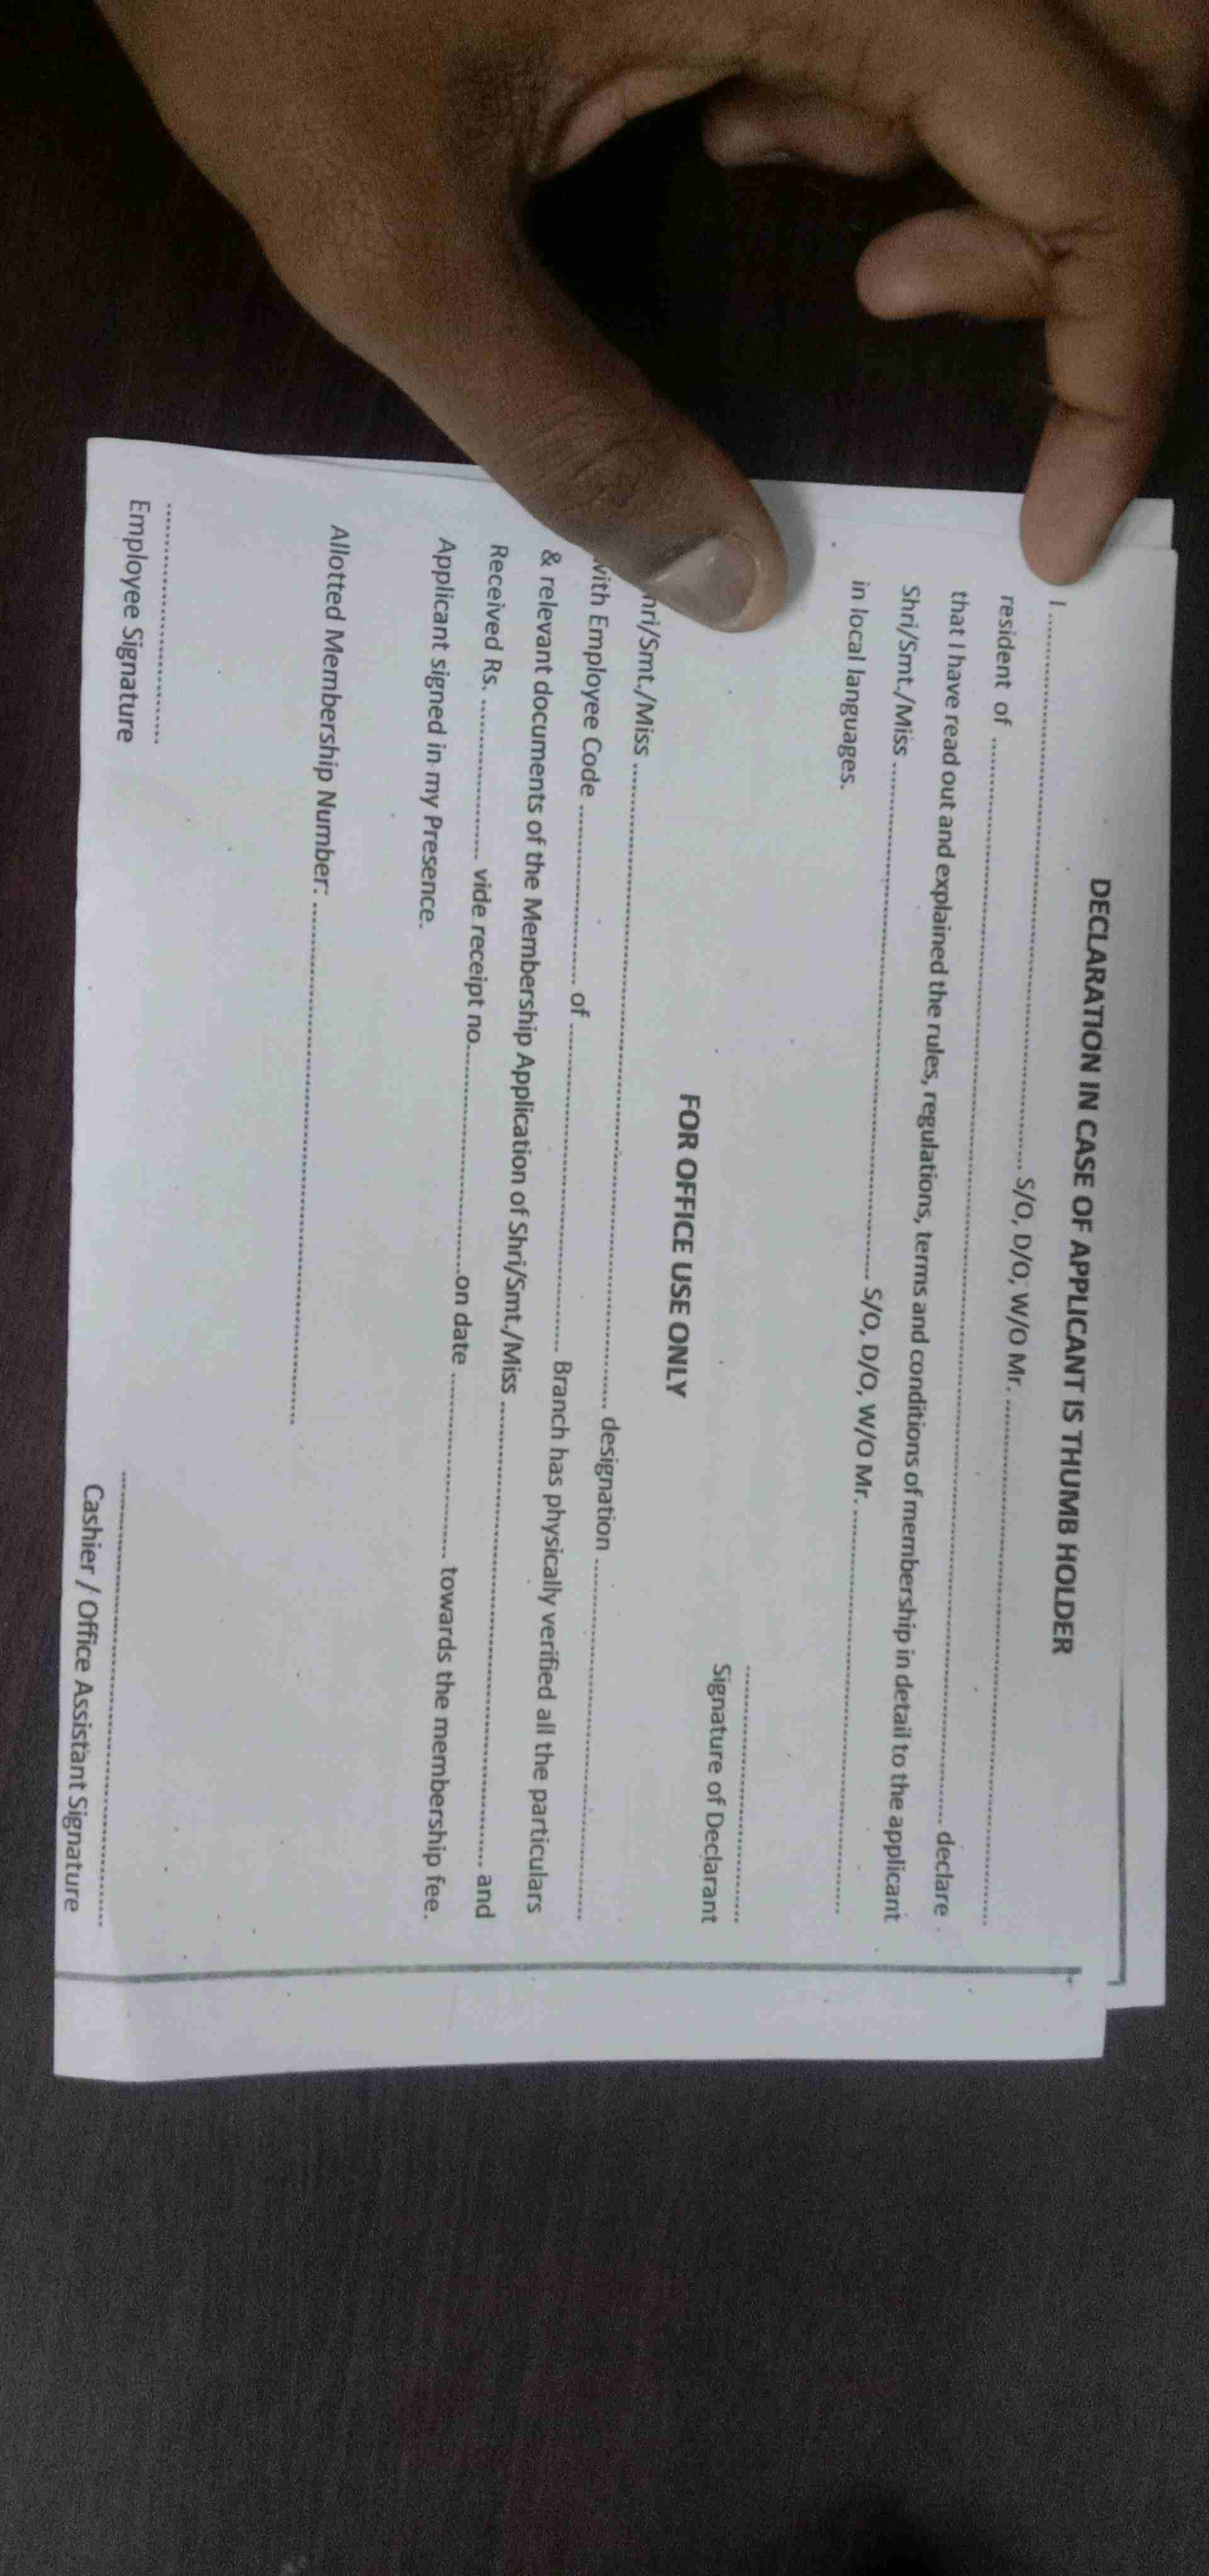 DECLARATION IN CASE OF APPLICANT IS THUMB HOLDER
I ........................................................................ S/O, D/O, W/O Mr. ........................................................................
resident of ........................................................................................................................................
that I have read out and explained the rules, regulations, terms and conditions of membership in detail to the applicant declare
Shri/Smt./Miss ................................................................ S/O, D/O, W/O Mr. ........................................................
in local languages.
........................................
Signature of Declarant
FOR OFFICE USE ONLY
/Smt./Miss ................................................................................ designation ................................................
with Employee Code .......................... of ............................................ Branch has physically verified all the particulars
& relevant documents of the Membership Application of Shri/Smt./Miss ................................................................ and
Received Rs. ........................ vide receipt no.................................on date .......................... towards the membership fee.
Applicant signed in my Presence.
Allotted Membership Number: ........................................................................
....................................
Employee Signature
................................................................
Cashier / Office Assistant Signature